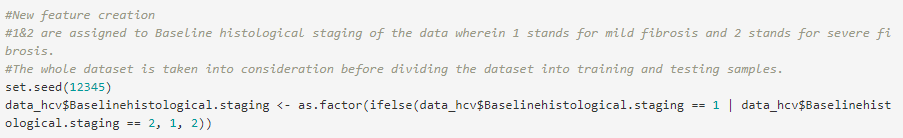 #New feature creation
#1&2 are assigned to Baseline histological staging of the data wherein 1 stands for mild fibrosis and 2 stands for severe fi
brosis.
#The whole dataset is taken into consideration before dividing the dataset into training and testing samples.
set.seed(12345)
data_hcv$Baselinehistological.staging <- as.factor(ifelse(data_hcv$Baselinehistological.staging == 1 | data_hcv$Baselinehist
ological.staging == 2, 1, 2))